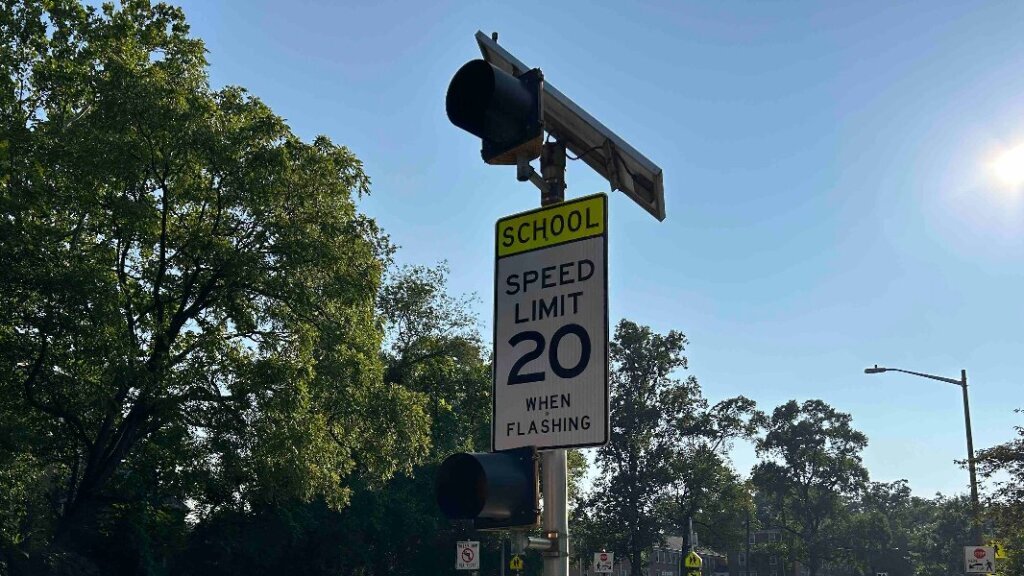 SCHOOL
SPEED
LIMIT
20
WHEN
FLASHING